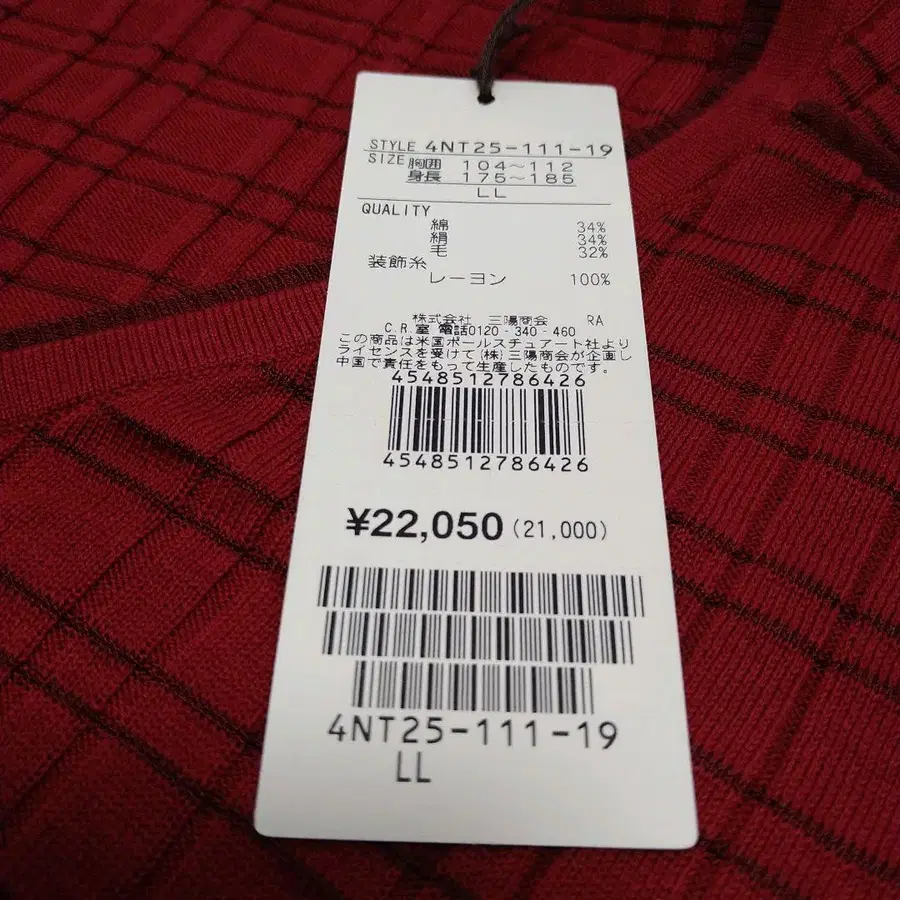 STYLE 4NT25-111-19
SIZE 胸囲 104～112
身長 175～185
LL
QUALITY
綿 34%
絹 34%
毛 32%
装飾糸
レーヨン 100%
株式会社 三陽商会 RA
C.R.室 電話0120-340-460
この商品は米国ポールスチュアート社より
ライセンスを受けて(株)三陽商会が企画し
中国で責任をもって生産したものです。
4548512786426
4548512786426
¥22,050 (21,000)
4NT25-111-19
LL